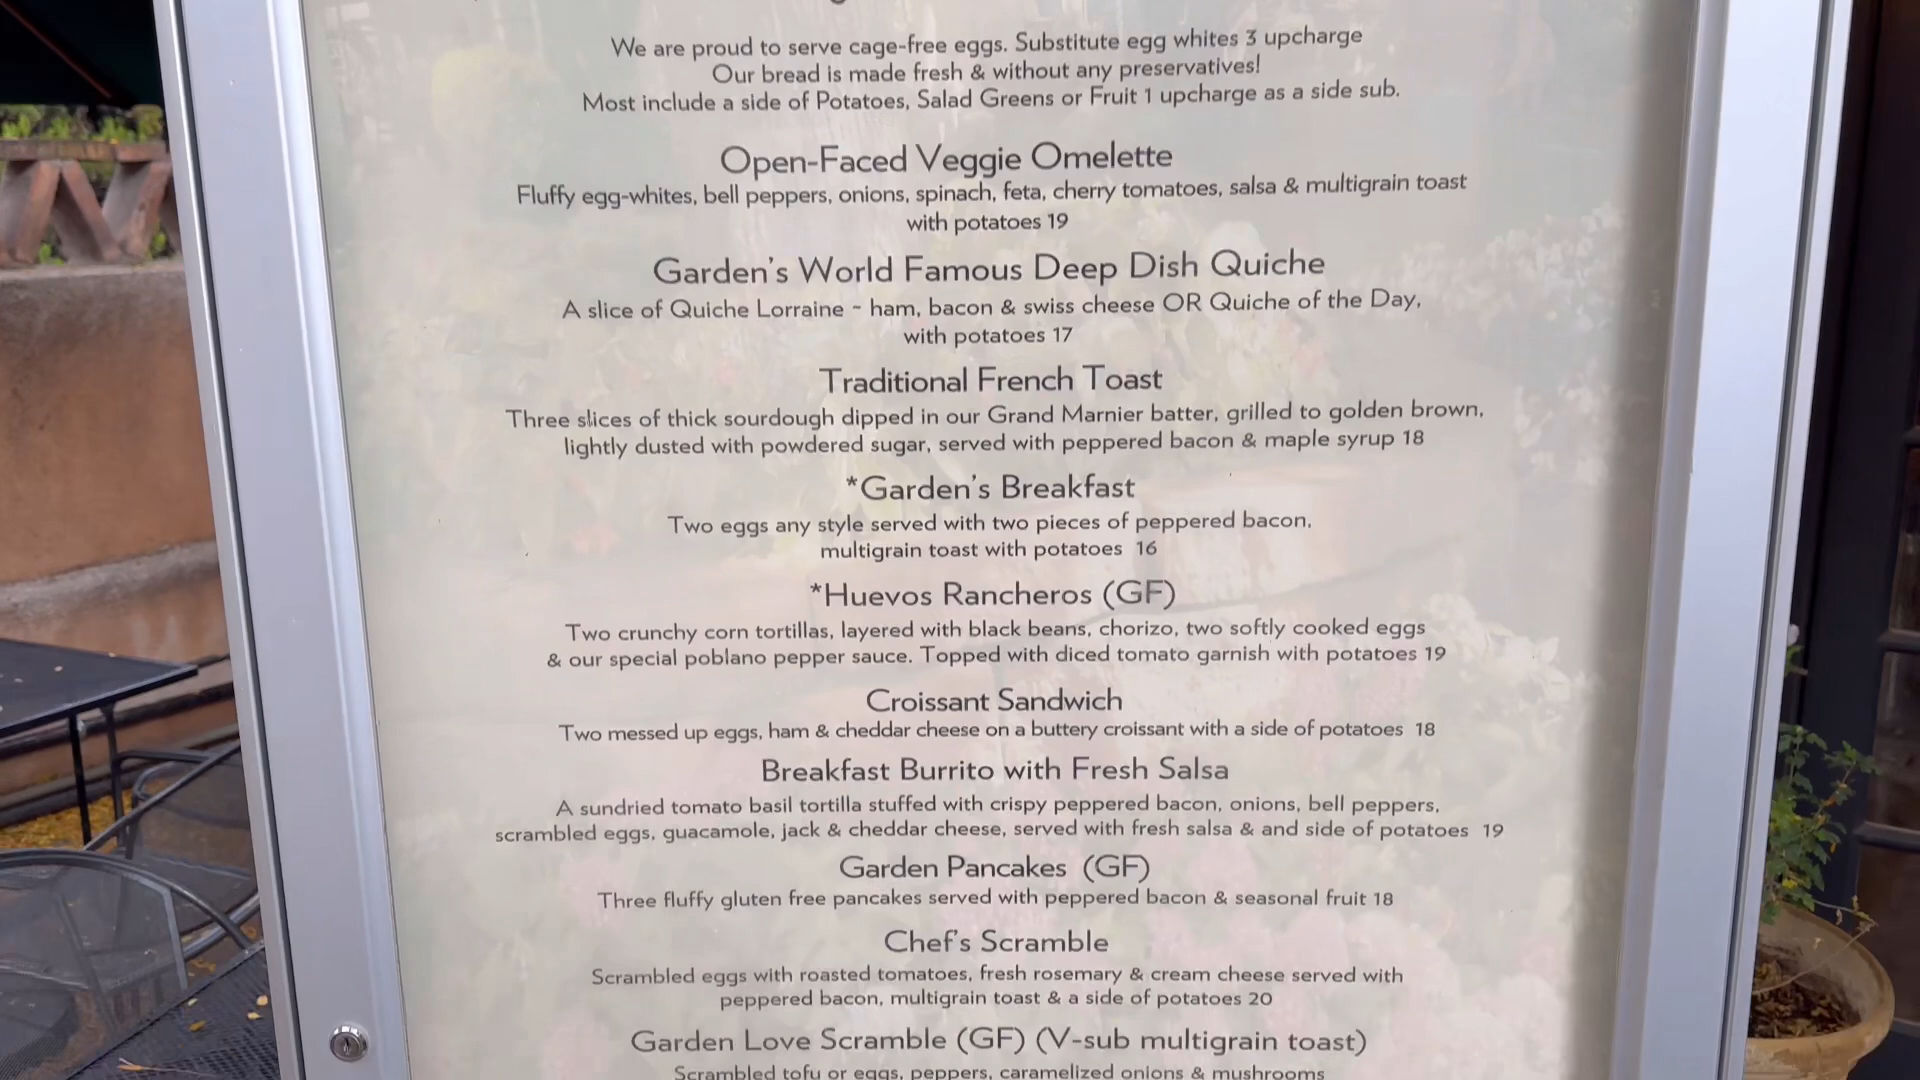 We are proud to serve cage-free eggs. Substitute egg whites 3 upcharge
Our bread is made fresh & without any preservatives!
Most include a side of Potatoes, Salad Greens or Fruit 1 upcharge as a side sub.
Open-Faced Veggie Omelette
Fluffy egg-whites, bell peppers, onions, spinach, feta, cherry tomatoes, salsa & multigrain toast
with potatoes 19
Garden's World Famous Deep Dish Quiche
A slice of Quiche Lorraine ~ ham, bacon & swiss cheese OR Quiche of the Day,
with potatoes 17
Traditional French Toast
Three slices of thick sourdough dipped in our Grand Marnier batter, grilled to golden brown,
lightly dusted with powdered sugar, served with peppered bacon & maple syrup 18
*Garden's Breakfast
Two eggs any style served with two pieces of peppered bacon,
multigrain toast with potatoes 16
*Huevos Rancheros (GF)
Two crunchy corn tortillas, layered with black beans, chorizo, two softly cooked eggs
& our special poblano pepper sauce. Topped with diced tomato garnish with potatoes 19
Croissant Sandwich
Two messed up eggs, ham & cheddar cheese on a buttery croissant with a side of potatoes 18
Breakfast Burrito with Fresh Salsa
A sundried tomato basil tortilla stuffed with crispy peppered bacon, onions, bell peppers,
scrambled eggs, guacamole, jack & cheddar cheese, served with fresh salsa & and side of potatoes 19
Garden Pancakes (GF)
Three fluffy gluten free pancakes served with peppered bacon & seasonal fruit 18
Chef's Scramble
Scrambled eggs with roasted tomatoes, fresh rosemary & cream cheese served with
peppered bacon, multigrain toast & a side of potatoes 20
Garden Love Scramble (GF) (V-sub multigrain toast)
Scrambled tofu or eggs, peppers, caramelized onions & mushrooms